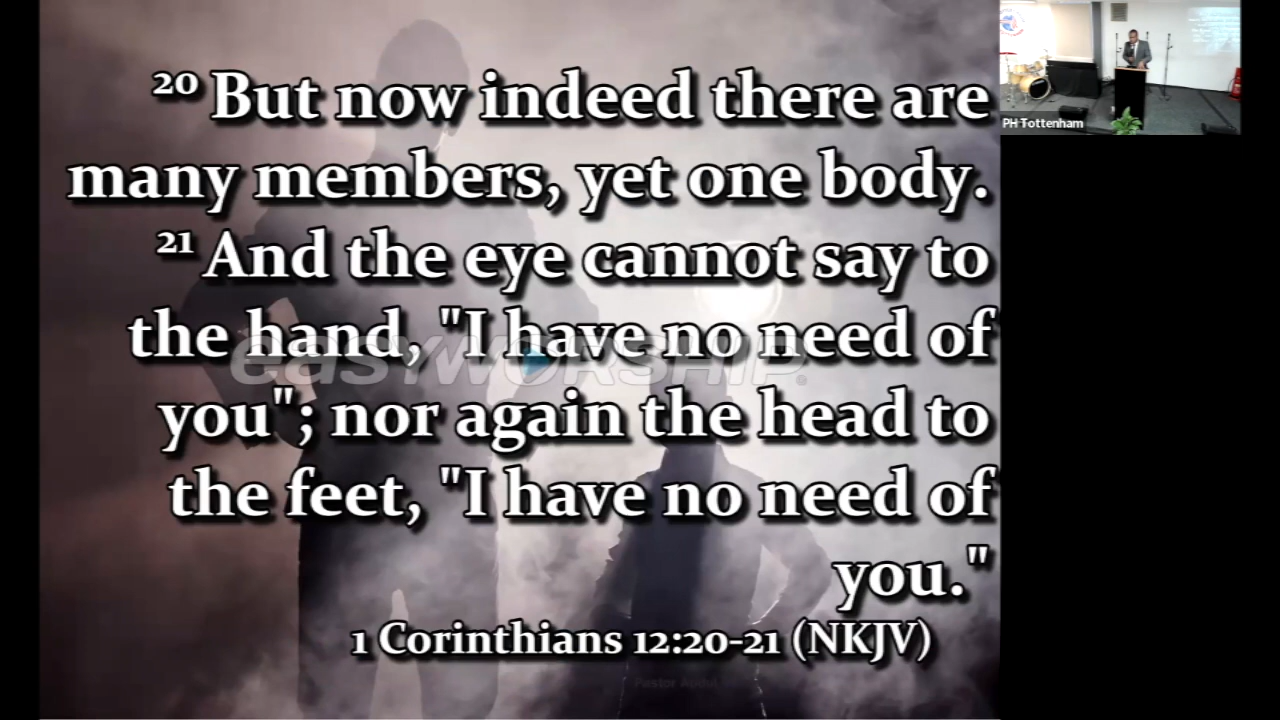 20 But now indeed there are
many members, yet one body.
21 And the eye cannot say to
the hand, "I have no need of
you"; nor again the head to
the feet, "I have no need of
you."
1 Corinthians 12:20-21 (NKJV)
easyWORSHIP.
PH Tottenham